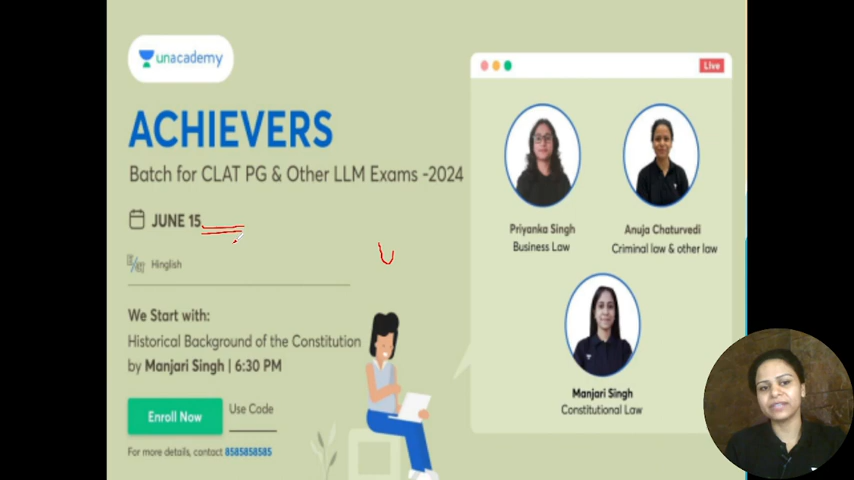 unacademy
ACHIEVERS
Batch for CLAT PG & Other LLM Exams -2024
JUNE 15
Hinglish
We Start with:
Historical Background of the Constitution
by Manjari Singh | 6:30 PM
Enroll Now
Use Code
For more details, contact 8585858585
Live
Priyanka Singh
Business Law
Anuja Chaturvedi
Criminal law & other law
Manjari Singh
Constitutional Law